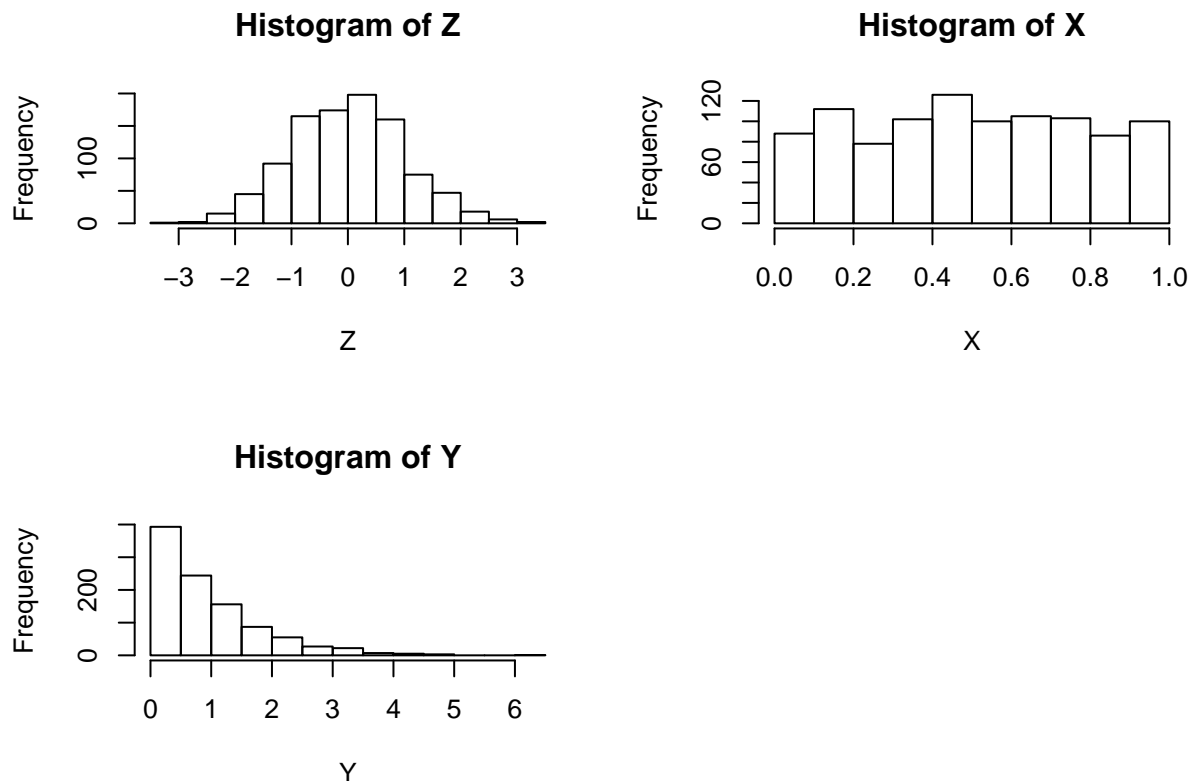 Histogram of Z
Frequency
0 100
−3 −2 −1 0 1 2 3
Z
Histogram of X
Frequency
0 60 120
0.0 0.2 0.4 0.6 0.8 1.0
X
Histogram of Y
Frequency
0 200
0 1 2 3 4 5 6
Y